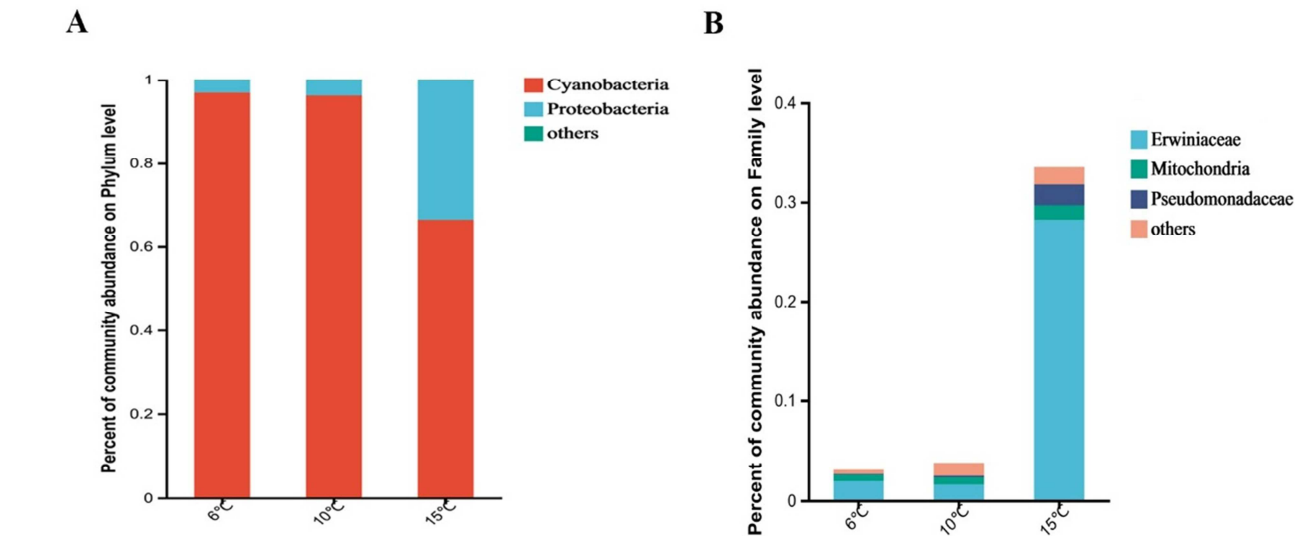 A
Percent of community abundance on Phylum level
1
0.8
0.6
0.4
0.2
0
6°C
10°C
15°C
Cyanobacteria
Proteobacteria
others
B
Percent of community abundance on Family level
0.4
0.3
0.2
0.1
0
6°C
10°C
15°C
Erwiniaceae
Mitochondria
Pseudomonadaceae
others